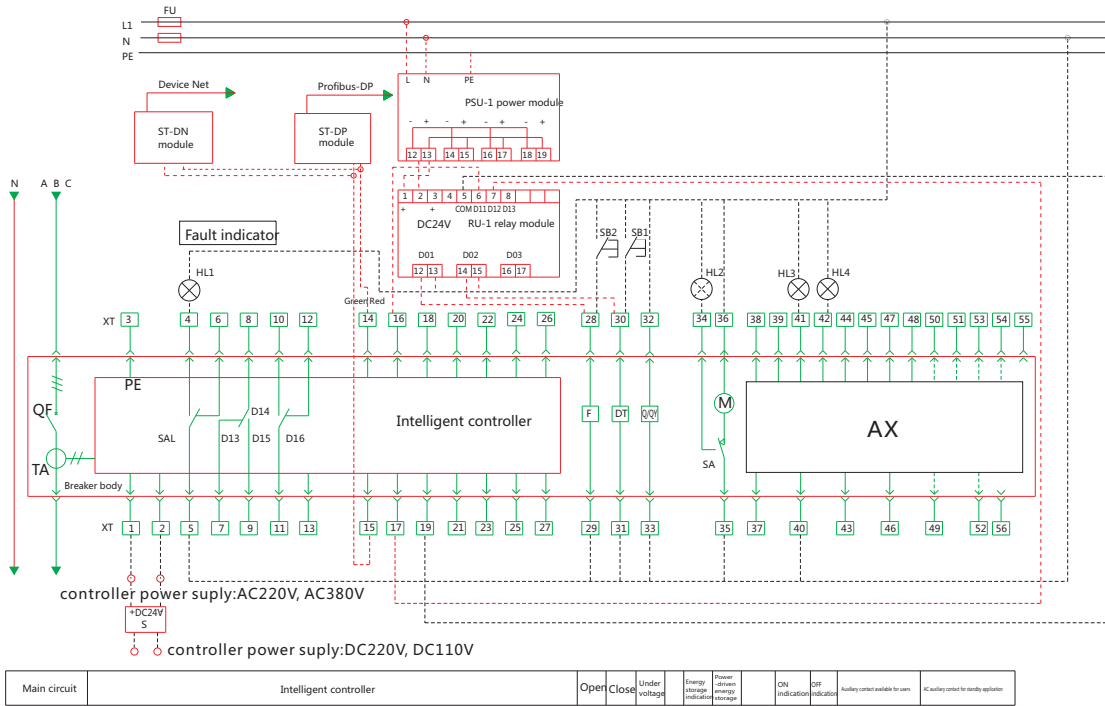 FU
L1
N
PE
Device Net
Profibus-DP
L N PE
PSU-1 power module
- + - + - + - +
12 13 14 15 16 17 18 19
ST-DN
module
ST-DP
module
N A B C
1 2 3 4 5 6 7 8
+ + COM D11 D12 D13
DC24V RU-1 relay module
D01 D02 D03
12 13 14 15 16 17
Fault indicator
SB2 SB1
HL1 HL2 HL3 HL4
Green Red
XT 3 4 6 8 10 12 14 16 18 20 22 24 26 28 30 32 34 36 38 39 41 42 44 45 47 48 50 51 53 54 55
PE
QF
TA
Breaker body
SAL D13 D14 D15 D16
Intelligent controller
F DT Q/QY M
SA
AX
XT 1 2 5 7 9 11 13 15 17 19 21 23 25 27 29 31 33 35 37 40 43 46 49 52 56
controller power suply:AC220V, AC380V
+DC24V
S
controller power suply:DC220V, DC110V
Main circuit
Intelligent controller
Open
Close
Under
voltage
Energy
storage
indication
Power
-driven
energy
storage
ON
indication
OFF
indication
Auxiliary contact available for users
AC auxiliary contact for standby application